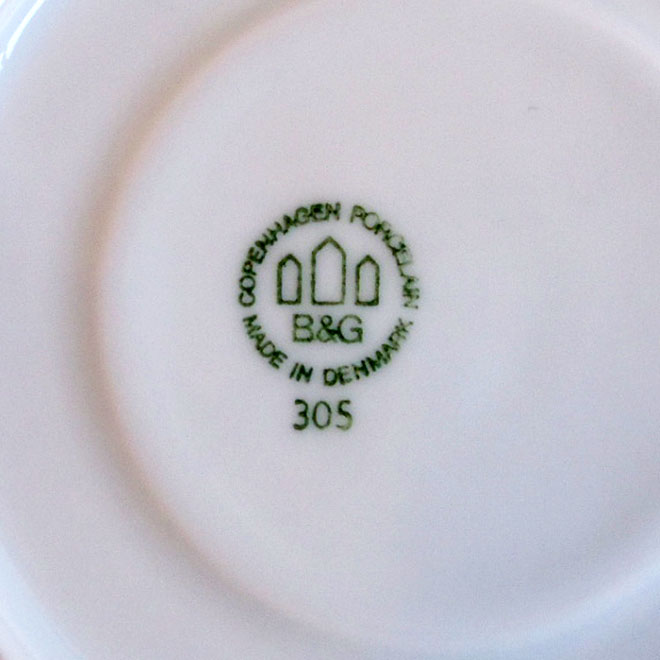 COPENHAGEN PORCELAIN
B&G
MADE IN DENMARK
305